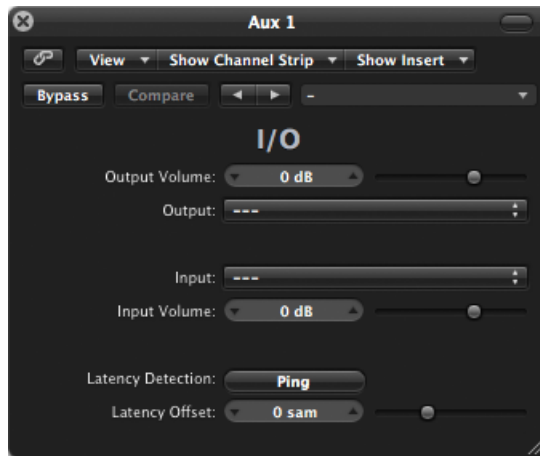 Aux 1
View Show Channel Strip Show Insert
Bypass Compare -
I/O
Output Volume: 0 dB
Output: ---
Input: ---
Input Volume: 0 dB
Latency Detection: Ping
Latency Offset: 0 sam